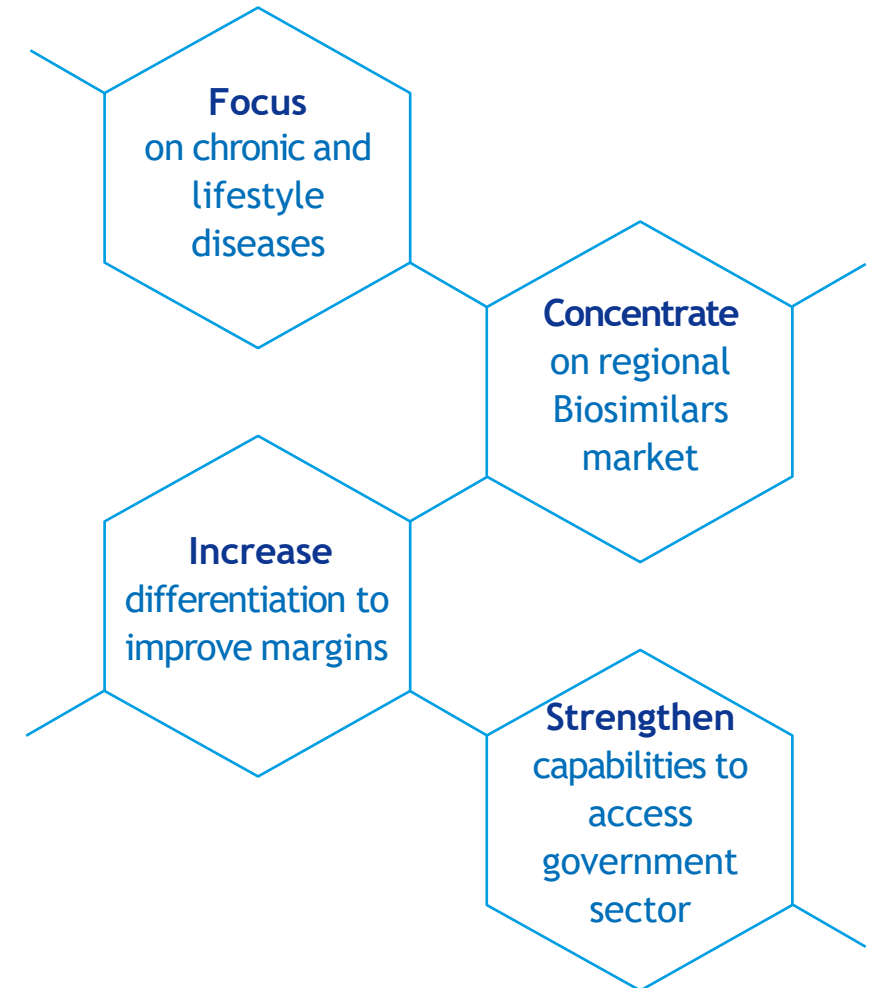 Focus
on chronic and
lifestyle
diseases
Concentrate
on regional
Biosimilars
market
Increase
differentiation to
improve margins
Strengthen
capabilities to
access
government
sector